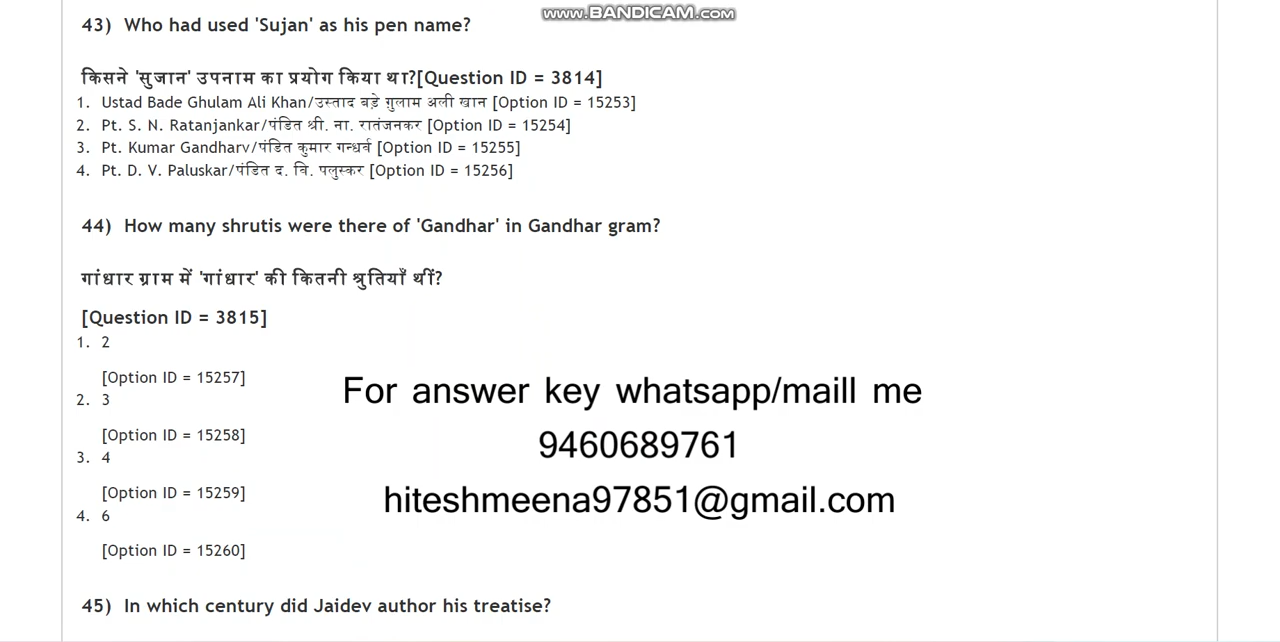 www.BANDICAM.com
43) Who had used 'Sujan' as his pen name?
किसने 'सुजान' उपनाम का प्रयोग किया था?[Question ID = 3814]
1. Ustad Bade Ghulam Ali Khan/उस्ताद बड़े ग़ुलाम अली खान [Option ID = 15253]
2. Pt. S. N. Ratanjankar/पंडित श्री. ना. रातंजनकर [Option ID = 15254]
3. Pt. Kumar Gandharv/पंडित कुमार गन्धर्व [Option ID = 15255]
4. Pt. D. V. Paluskar/पंडित द. वि. पलुस्कर [Option ID = 15256]
44) How many shrutis were there of 'Gandhar' in Gandhar gram?
गांधार ग्राम में 'गांधार' की कितनी श्रुतियाँ थीं?
[Question ID = 3815]
1. 2
[Option ID = 15257]
2. 3
[Option ID = 15258]
3. 4
[Option ID = 15259]
4. 6
[Option ID = 15260]
For answer key whatsapp/maill me
9460689761
hiteshmeena97851@gmail.com
45) In which century did Jaidev author his treatise?